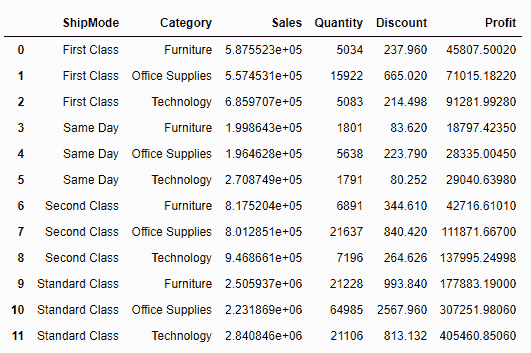 ShipMode Category Sales Quantity Discount Profit
0 First Class Furniture 5.875523e+05 5034 237.960 45807.50020
1 First Class Office Supplies 5.574531e+05 15922 665.020 71015.18220
2 First Class Technology 6.859707e+05 5083 214.498 91281.99280
3 Same Day Furniture 1.998643e+05 1801 83.620 18797.42350
4 Same Day Office Supplies 1.964628e+05 5638 223.790 28335.00450
5 Same Day Technology 2.708749e+05 1791 80.252 29040.63980
6 Second Class Furniture 8.175204e+05 6891 344.610 42716.61010
7 Second Class Office Supplies 8.012851e+05 21637 840.420 111871.66700
8 Second Class Technology 9.468661e+05 7196 264.626 137995.24998
9 Standard Class Furniture 2.505937e+06 21228 993.840 177883.19000
10 Standard Class Office Supplies 2.231869e+06 64985 2567.960 307251.98060
11 Standard Class Technology 2.840846e+06 21106 813.132 405460.85060